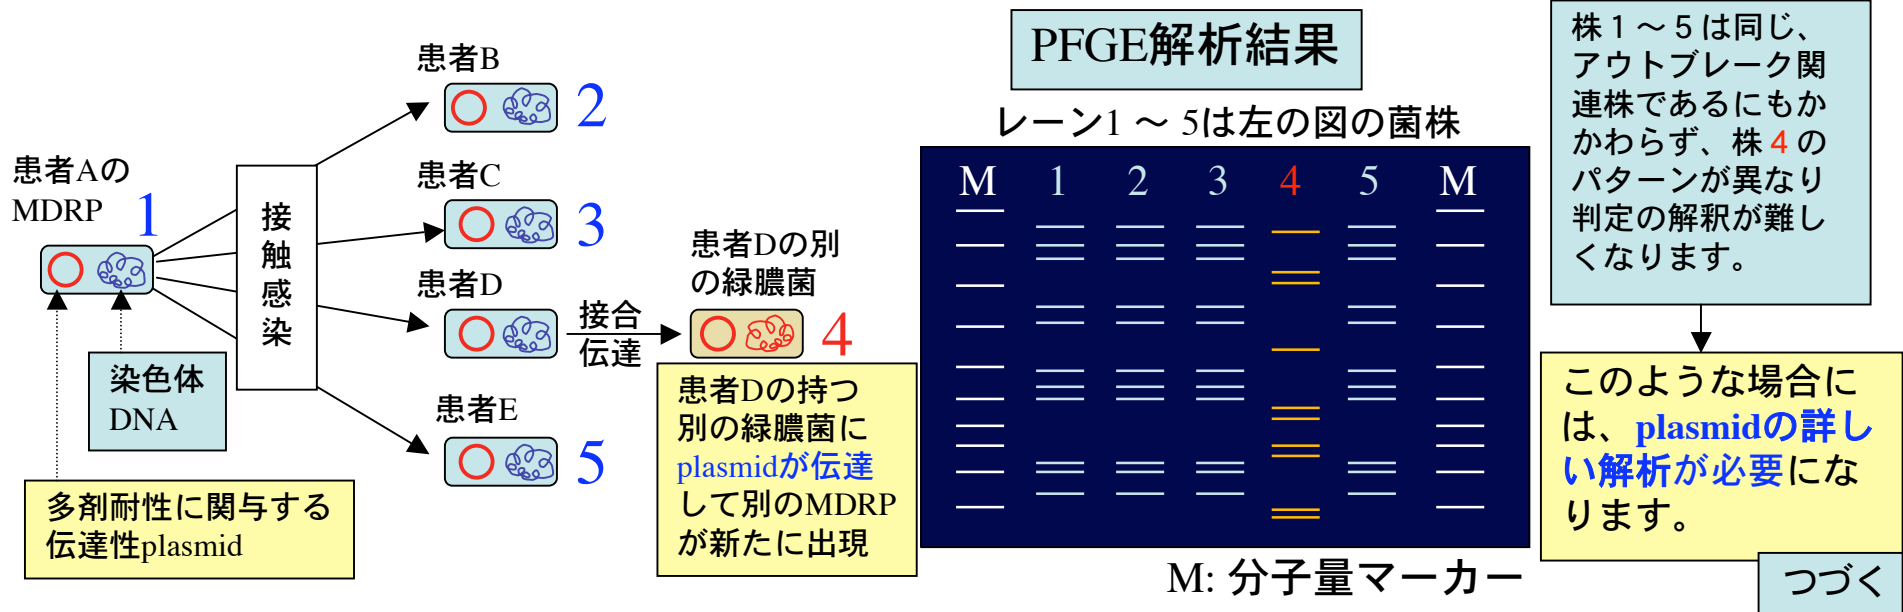 患者Aの
MDRP
1
染色体
DNA
多剤耐性に関与する
伝達性plasmid
接
触
感
染
患者B
2
患者C
3
患者D
接合
伝達
患者E
5
患者Dの別
の緑膿菌
4
患者Dの持つ
別の緑膿菌に
plasmidが伝達
して別のMDRP
が新たに出現
PFGE解析結果
レーン1 ～ 5は左の図の菌株
M 1 2 3 4 5 M
M: 分子量マーカー
株１～５は同じ、
アウトブレーク関
連株であるにもか
かわらず、株４の
パターンが異なり
判定の解釈が難し
くなります。
このような場合に
は、plasmidの詳し
い解析が必要にな
ります。
つづく